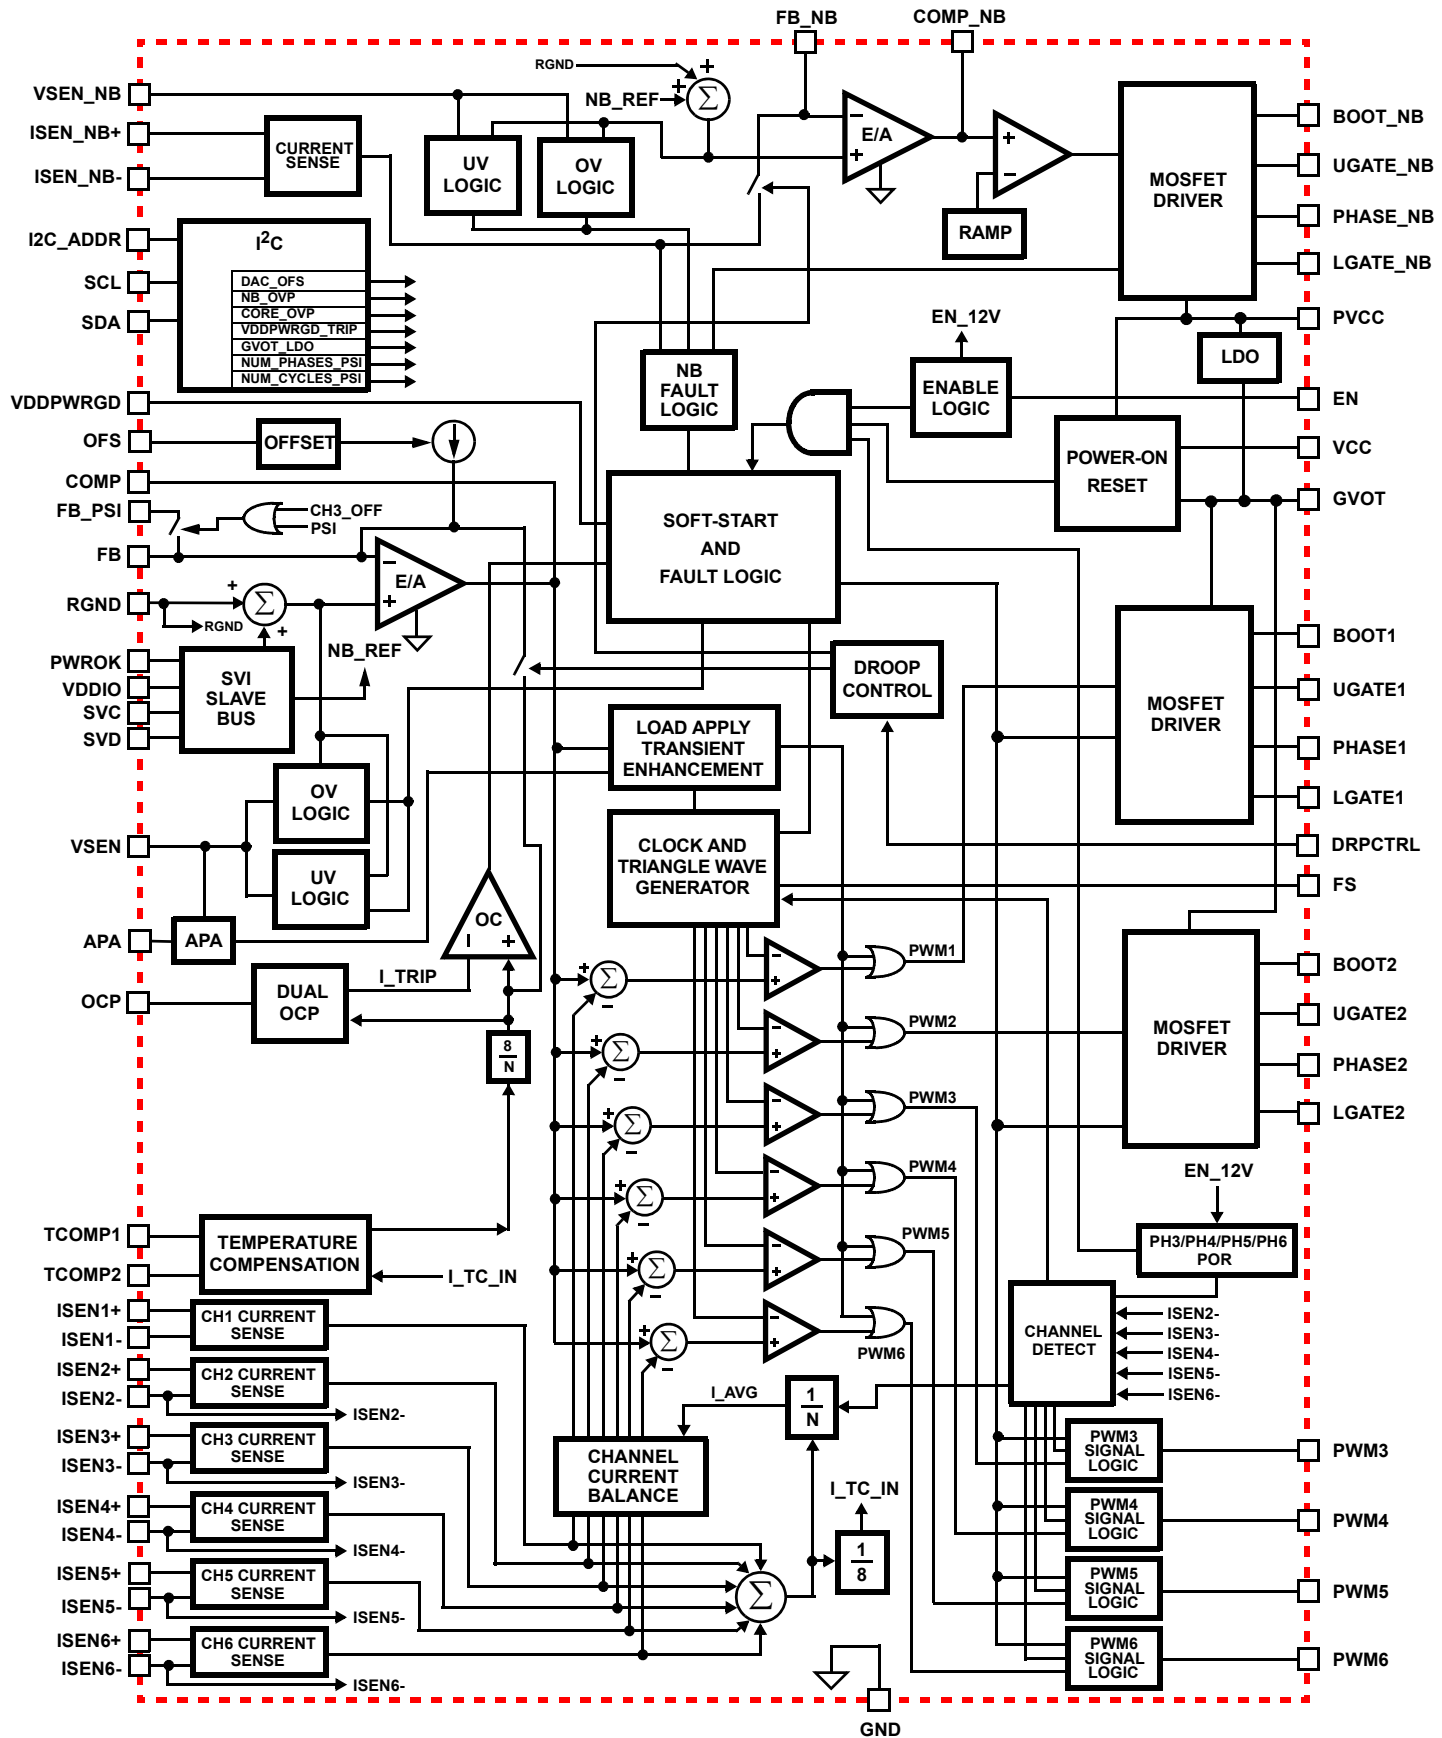 FB_NB
COMP_NB
VSEN_NB
ISEN_NB+
ISEN_NB-
I2C_ADDR
SCL
SDA
VDDPWRGD
OFS
COMP
FB_PSI
FB
RGND
PWROK
VDDIO
SVC
SVD
VSEN
APA
OCP
TCOMP1
TCOMP2
ISEN1+
ISEN1-
ISEN2+
ISEN2-
ISEN3+
ISEN3-
ISEN4+
ISEN4-
ISEN5+
ISEN5-
ISEN6+
ISEN6-
CURRENT
SENSE
UV
LOGIC
OV
LOGIC
RGND
NB_REF
+
+
Σ
−
E/A
+
+
−
RAMP
MOSFET
DRIVER
I2C
DAC_OFS
NB_OVP
CORE_OVP
VDDPWRGD_TRIP
GVOT_LDO
NUM_PHASES_PSI
NUM_CYCLES_PSI
OFFSET
CH3_OFF
PSI
NB
FAULT
LOGIC
EN_12V
ENABLE
LOGIC
LDO
POWER-ON
RESET
SOFT-START
AND
FAULT LOGIC
−
E/A
+
+
Σ
+
RGND
SVI
SLAVE
BUS
NB_REF
DROOP
CONTROL
LOAD APPLY
TRANSIENT
ENHANCEMENT
OV
LOGIC
UV
LOGIC
APA
CLOCK AND
TRIANGLE WAVE
GENERATOR
OC
−
+
I_TRIP
DUAL
OCP
8
N
MOSFET
DRIVER
MOSFET
DRIVER
+
Σ
−
−
+
PWM1
+
Σ
−
−
+
PWM2
+
Σ
−
−
+
PWM3
+
Σ
−
−
+
PWM4
+
Σ
−
−
+
PWM5
+
Σ
−
−
+
PWM6
TEMPERATURE
COMPENSATION
I_TC_IN
CH1 CURRENT
SENSE
CH2 CURRENT
SENSE
ISEN2-
CH3 CURRENT
SENSE
ISEN3-
CH4 CURRENT
SENSE
ISEN4-
CH5 CURRENT
SENSE
ISEN5-
CH6 CURRENT
SENSE
ISEN6-
CHANNEL
CURRENT
BALANCE
I_AVG
1
N
I_TC_IN
1
8
Σ
EN_12V
PH3/PH4/PH5/PH6
POR
CHANNEL
DETECT
ISEN2-
ISEN3-
ISEN4-
ISEN5-
ISEN6-
PWM3
SIGNAL
LOGIC
PWM4
SIGNAL
LOGIC
PWM5
SIGNAL
LOGIC
PWM6
SIGNAL
LOGIC
BOOT_NB
UGATE_NB
PHASE_NB
LGATE_NB
PVCC
EN
VCC
GVOT
BOOT1
UGATE1
PHASE1
LGATE1
DRPCTRL
FS
BOOT2
UGATE2
PHASE2
LGATE2
PWM3
PWM4
PWM5
PWM6
GND